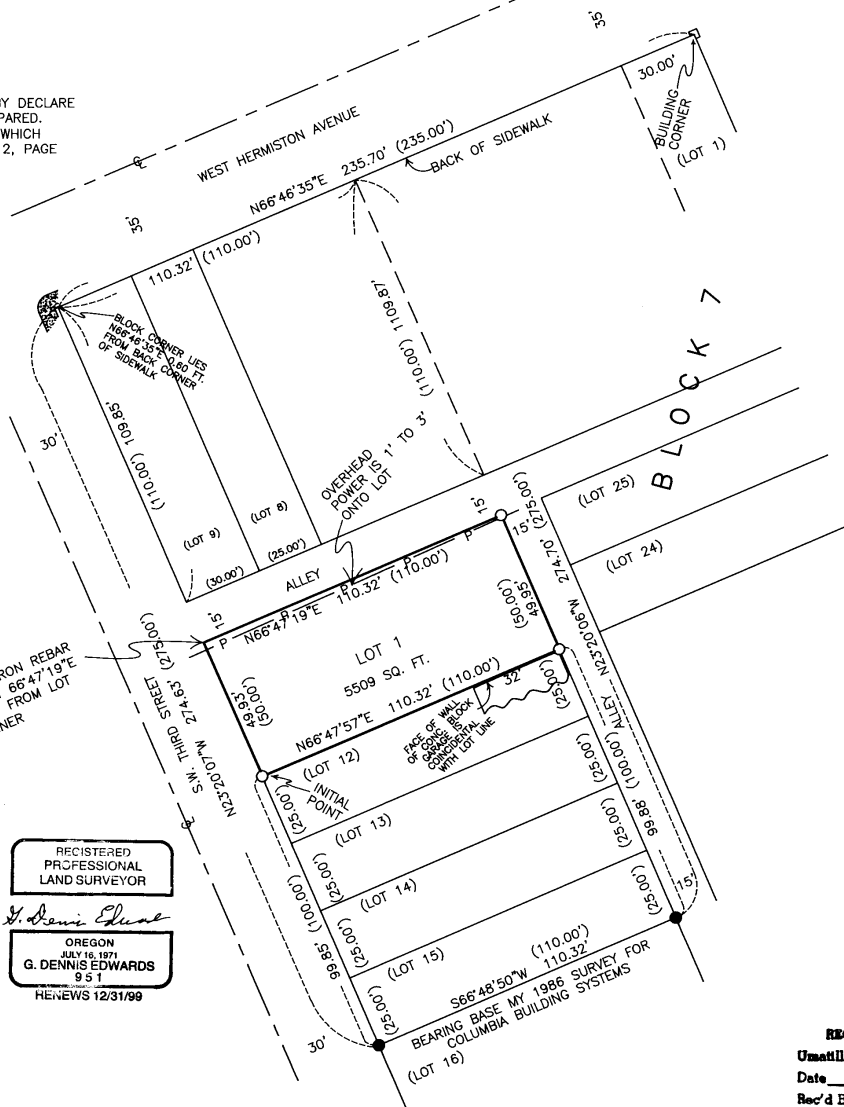 Y DECLARE
PARED.
WHICH
2, PAGE
35'
30.00'
BUILDING
CORNER
(LOT 1)
WEST HERMISTON AVENUE
N66°46'35"E 235.70' (235.00')
BACK OF SIDEWALK
35'
110.32' (110.00')
BLOCK CORNER LIES
N66°46'35"E 0.60 FT.
FROM BACK CORNER
OF SIDEWALK
30'
(110.00') 109.85'
(110.00') 1109.87'
BLOCK 7
OVERHEAD
POWER IS 1' TO 3'
ONTO LOT
(LOT 9)
(LOT 8)
(30.00')
(25.00')
ALLEY
15'
15'
15'
(LOT 25)
(LOT 24)
P P P P P
N66°47'19"E 110.32' (110.00')
LOT 1
5509 SQ. FT.
49.93'
(50.00')
(50.00')
49.95'
N66°47'57"E 110.32' (110.00')
32'
FACE OF WALL
OF CONC. BLOCK
GARAGE IS
COINCIDENTAL
WITH LOT LINE
RON REBAR
66°47'19"E
FROM LOT
NER
S.W. THIRD STREET
N23°20'07"W 274.63' (275.00')
ALLEY N23°20'06"W 274.70' (275.00')
INITIAL
POINT
(LOT 12)
(25.00')
(25.00')
(LOT 13)
(25.00')
(25.00')
(LOT 14)
(25.00')
(25.00')
(LOT 15)
(25.00')
(25.00')
99.85' (100.00')
99.88' (100.00')
15'
(110.00')
S66°48'50"W 110.32'
BEARING BASE MY 1986 SURVEY FOR
COLUMBIA BUILDING SYSTEMS
(LOT 16)
30'
REGISTERED
PROFESSIONAL
LAND SURVEYOR
G. Dennis Edwards
OREGON
JULY 16, 1971
G. DENNIS EDWARDS
951
RENEWS 12/31/99
Umatill
Date
Rec'd B